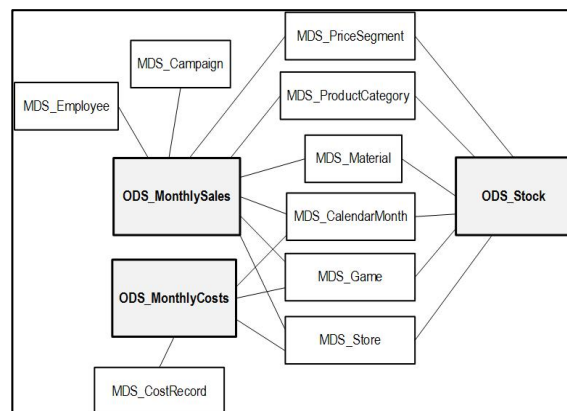 MDS_PriceSegment
MDS_Campaign
MDS_Employee
MDS_ProductCategory
MDS_Material
ODS_MonthlySales
ODS_Stock
MDS_CalendarMonth
MDS_Game
ODS_MonthlyCosts
MDS_Store
MDS_CostRecord